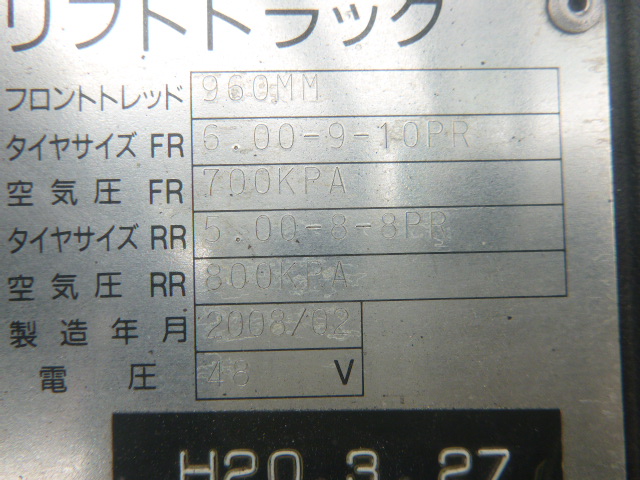 リフトトラック
フロントトレッド 960MM
タイヤサイズ FR 6.00-9-10PR
空気圧 FR 700KPA
タイヤサイズ RR 5.00-8-8PR
空気圧 RR 800KPA
製造年月 2008/02
電圧 48 V
H20 3 27